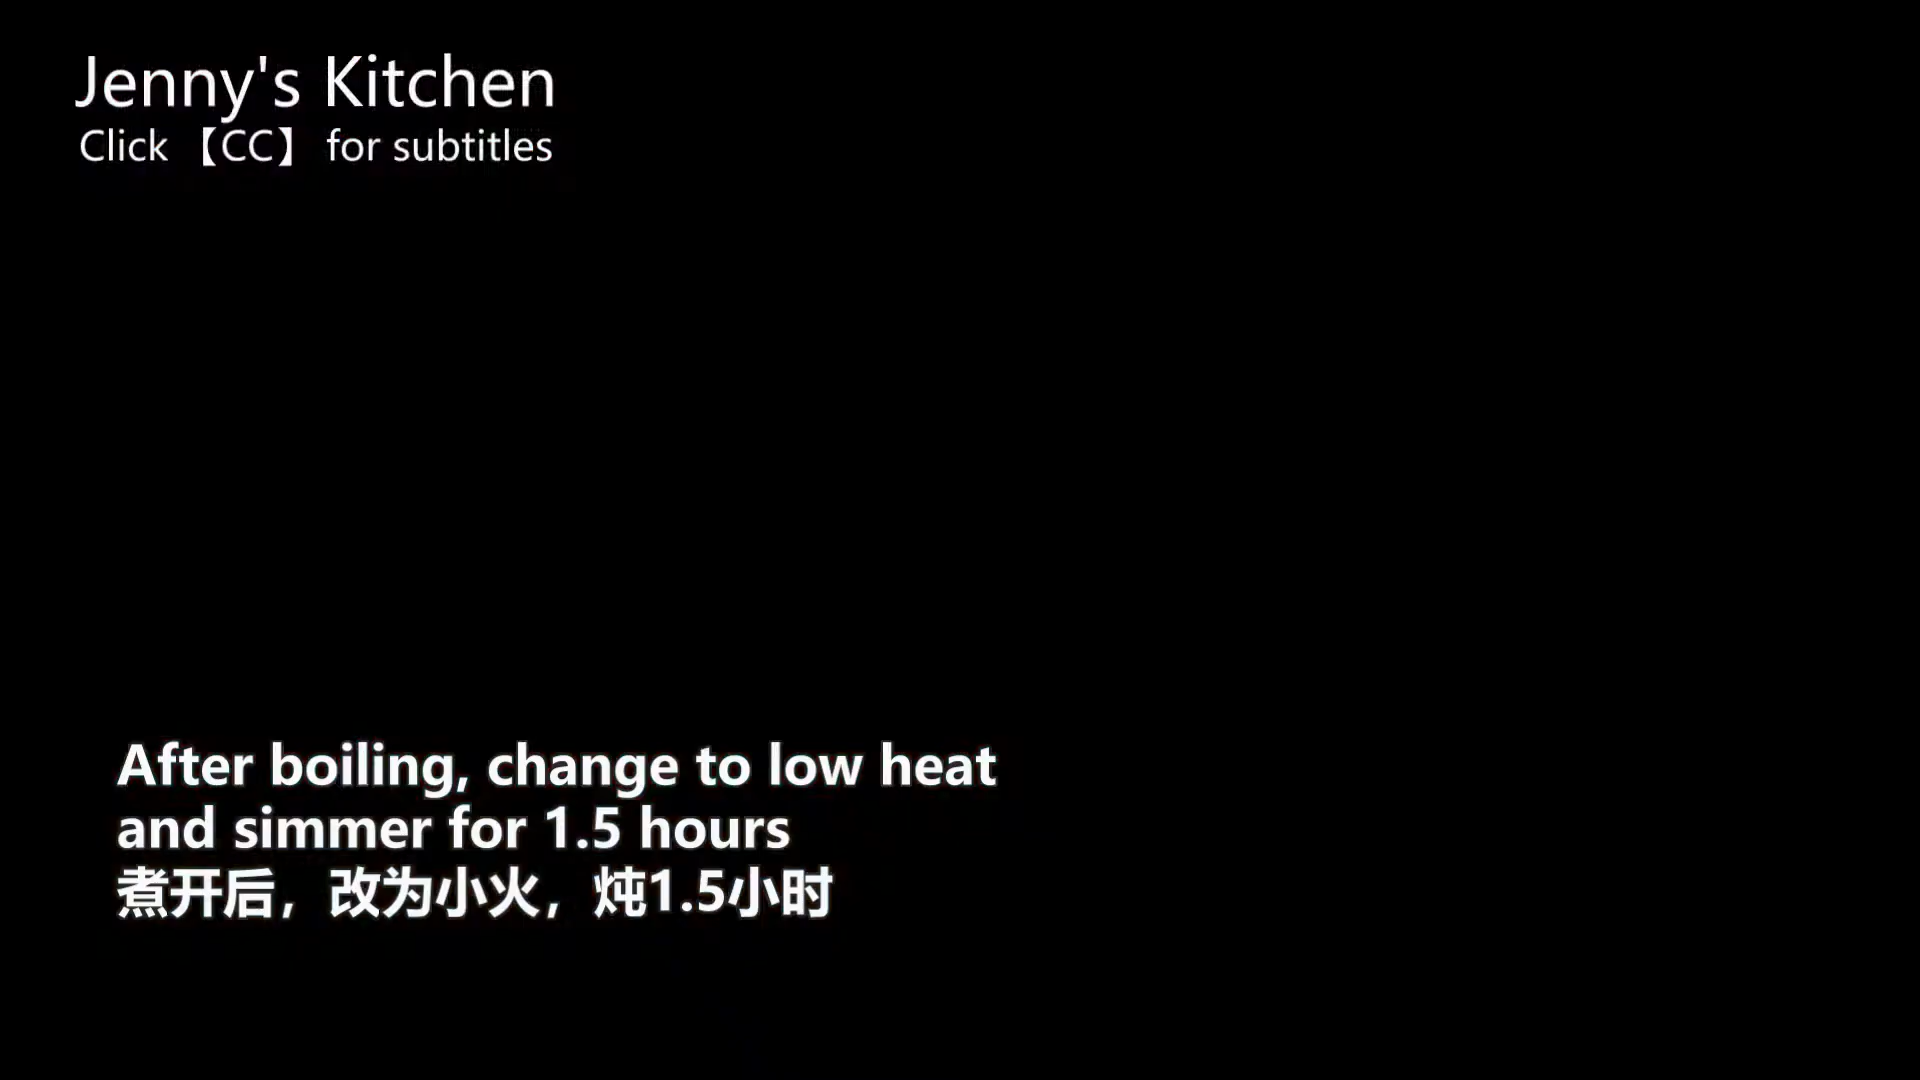 Jenny's Kitchen
Click 【CC】 for subtitles
After boiling, change to low heat
and simmer for 1.5 hours
煮开后，改为小火，炖1.5小时